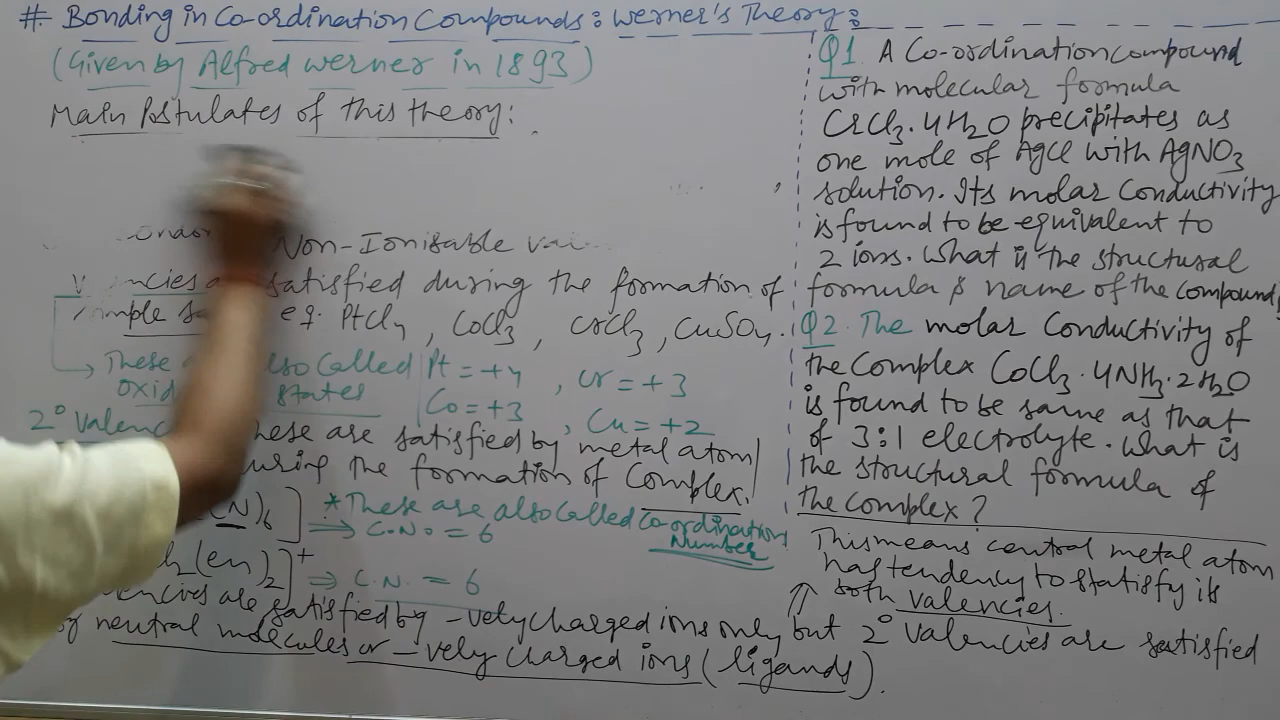 # Bonding in Co-ordination Compounds: Werner's Theory:
(Given by Alfred Werner in 1893)
Main Postulates of this theory:
Non-Ionisable
satisfied during the formation of
e.g. PtCl4, CoCl3, CrCl3, CuSO4.
These also Called
states
Pt = +4, Cr = +3
Co = +3, Cu = +2
2° Valenc these are satisfied by metal atom
the formation of Complex.
(N)6] ⇒ C.No = 6
* These are also Called Co-ordination Number
(en)2]+ ⇒ C.N. = 6
are satisfied by -vely charged ions only but 2° valencies are satisfied
by neutral molecules or -vely charged ions (ligands).
Q1. A Co-ordination compound
with molecular formula
CrCl3.4H2O precipitates as
one mole of AgCl with AgNO3
solution. Its molar Conductivity
is found to be equivalent to
2 ions. What is the structural
formula & name of the compound
Q2. The molar Conductivity of
the Complex CoCl3.4NH3.2H2O
is found to be same as that
of 3:1 electrolyte. What is
the structural formula of
the complex?
This means central metal atom
has tendency to statisfy its
both valencies.